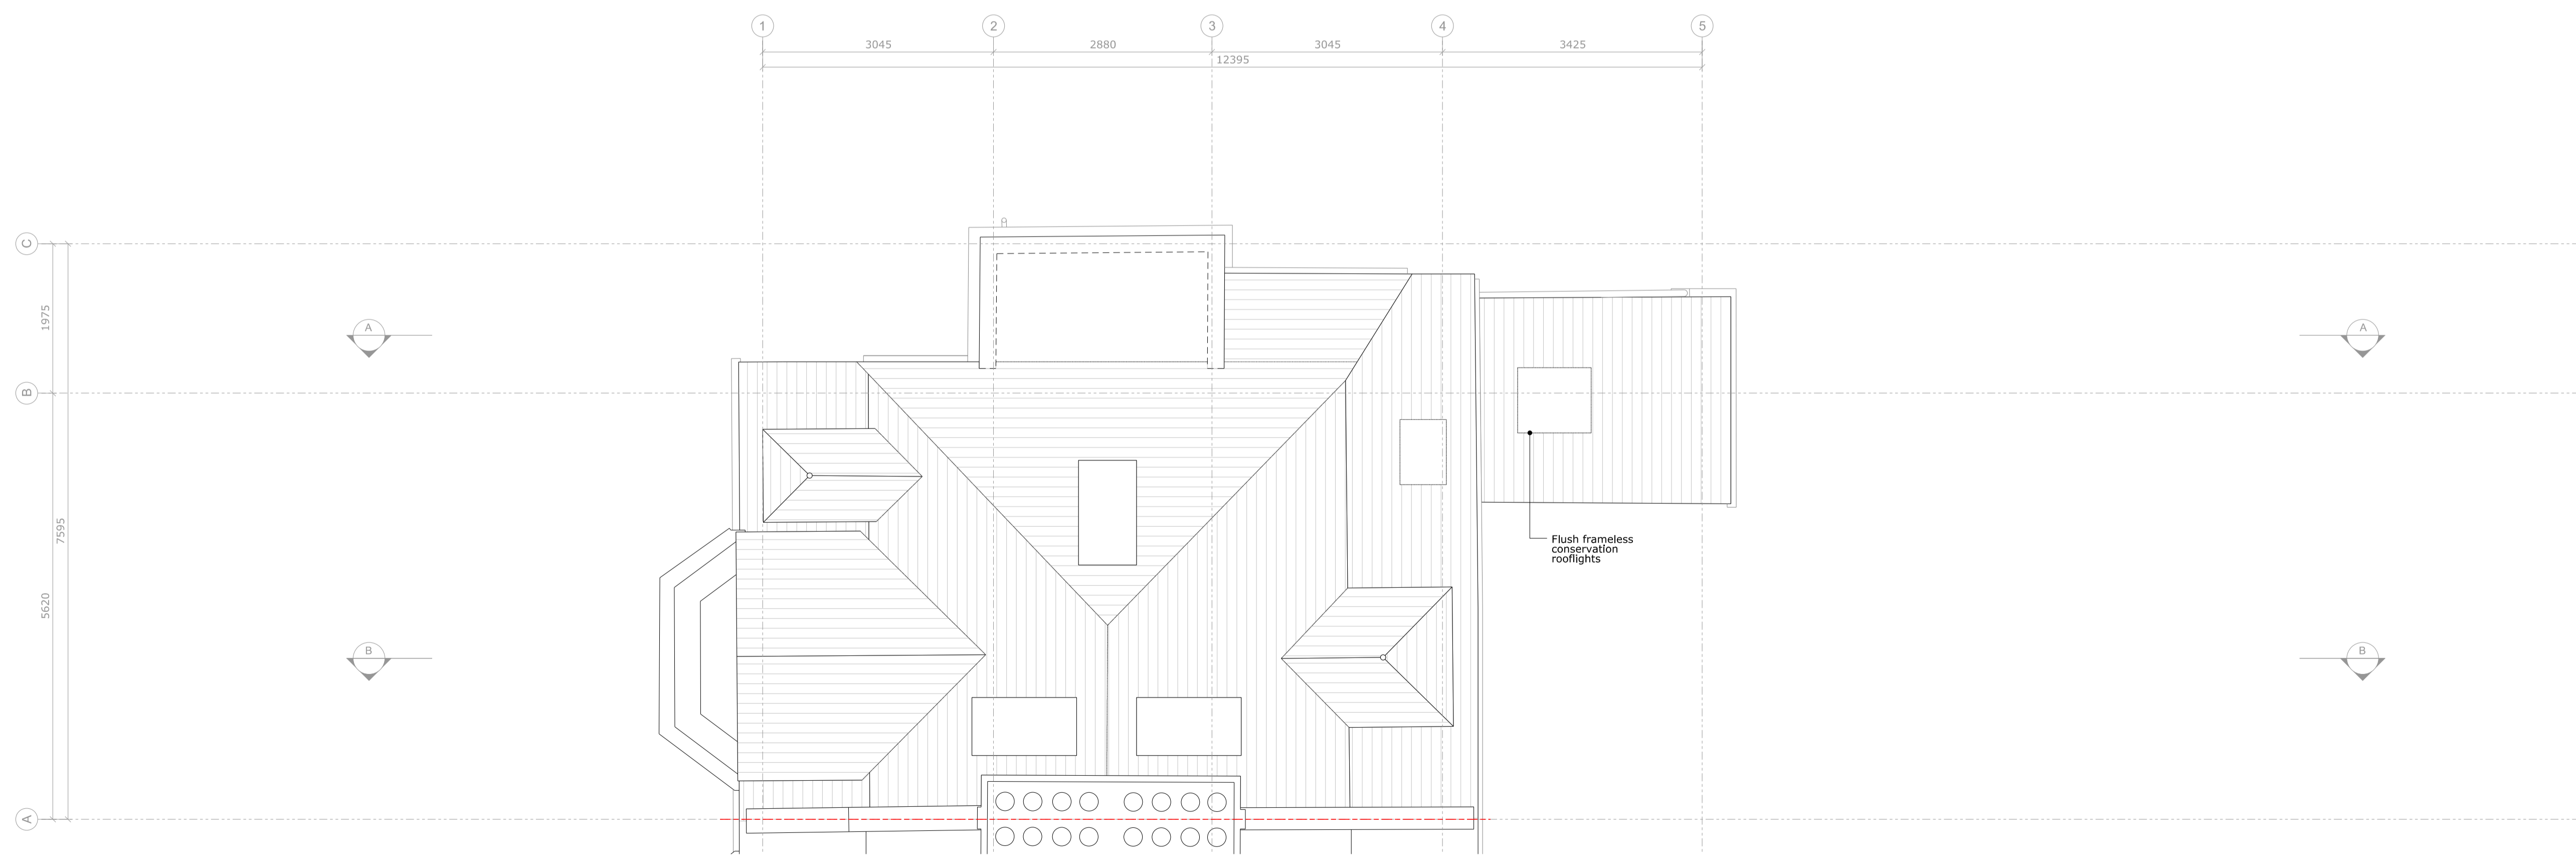 1 2 3 4 5
3045 2880 3045 3425
12395
C
1975
A A
B
7595
Flush frameless
conservation
rooflights
5620
B B
A